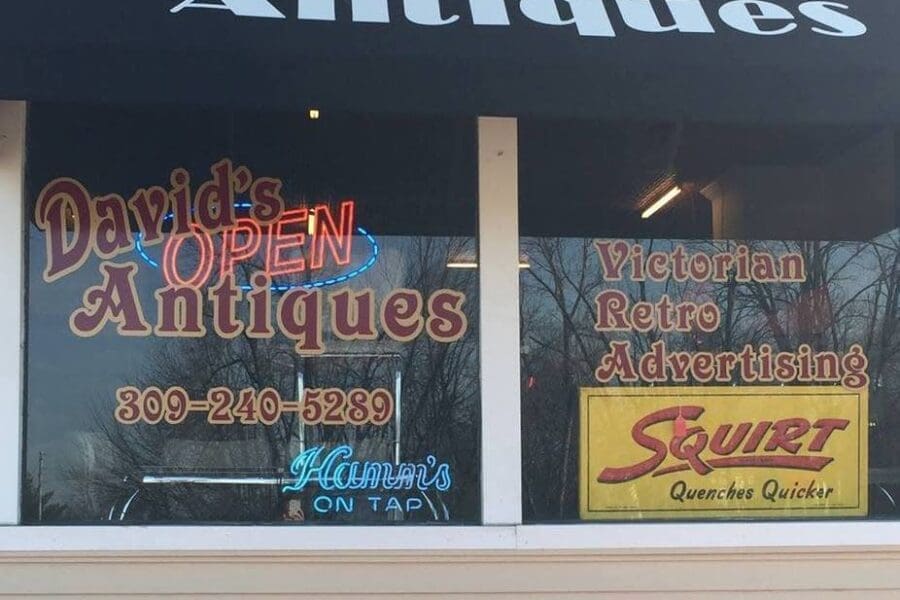 Antiques
David's
OPEN
Antiques
309-240-5289
Hamm's
ON TAP
Victorian
Retro
Advertising
SQUIRT
Quenches Quicker